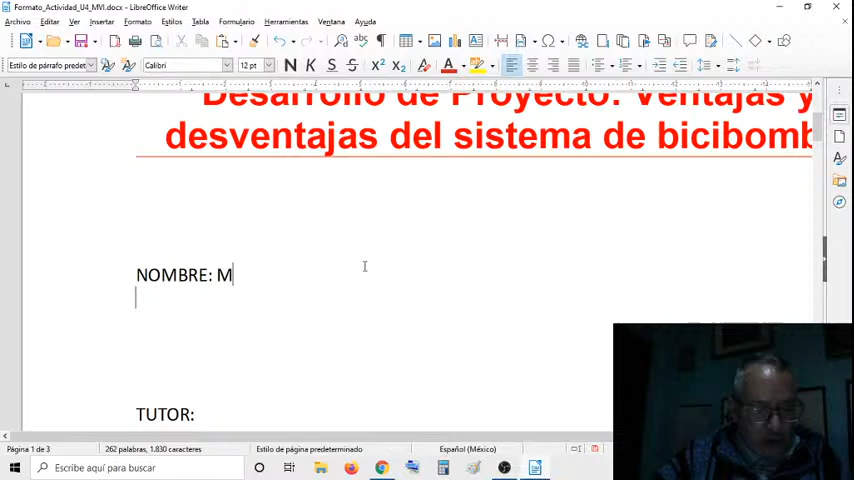 Formato_Actividad_U4_MVI.docx - LibreOffice Writer
Archivo Editar Ver Insertar Formato Estilos Tabla Formulario Herramientas Ventana Ayuda
Estilo de párrafo predet Calibri 12 pt N K S
Desarrollo de Proyecto. Ventajas y
desventajas del sistema de bicibomb
NOMBRE: M
TUTOR:
Página 1 de 3 262 palabras, 1.830 caracteres Estilo de página predeterminado Español (México)
Escribe aquí para buscar